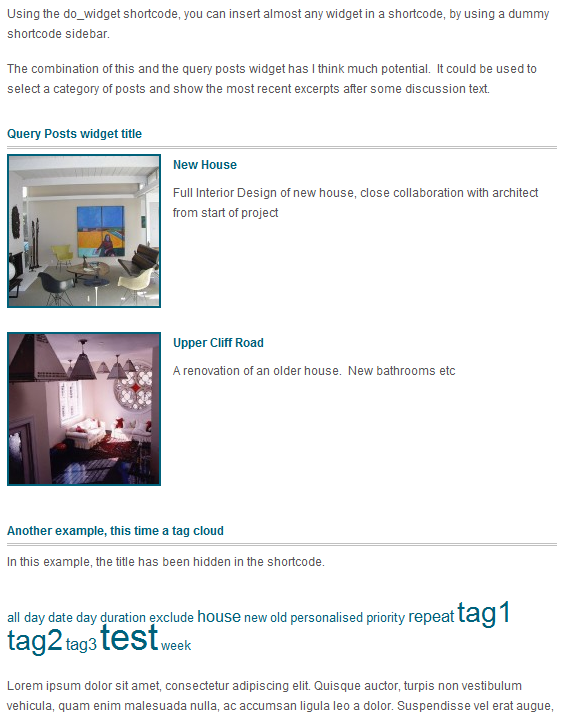 Using the do_widget shortcode, you can insert almost any widget in a shortcode, by using a dummy
shortcode sidebar.
The combination of this and the query posts widget has I think much potential.  It could be used to
select a category of posts and show the most recent excerpts after some discussion text.
Query Posts widget title
New House
Full Interior Design of new house, close collaboration with architect
from start of project
Upper Cliff Road
A renovation of an older house.  New bathrooms etc
Another example, this time a tag cloud
In this example, the title has been hidden in the shortcode.
all day date day duration exclude house new old personalised priority repeat tag1
tag2 tag3 test week
Lorem ipsum dolor sit amet, consectetur adipiscing elit. Quisque auctor, turpis non vestibulum
vehicula, quam enim malesuada nulla, ac accumsan ligula leo a dolor. Suspendisse vel erat augue,